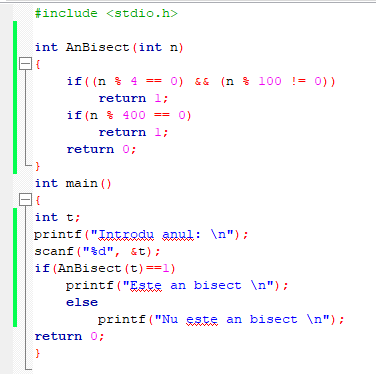 #include <stdio.h>
int AnBisect(int n)
{
if((n % 4 == 0) && (n % 100 != 0))
return 1;
if(n % 400 == 0)
return 1;
return 0;
}
int main()
{
int t;
printf("Introdu anul: \n");
scanf("%d", &t);
if(AnBisect(t)==1)
printf("Este an bisect \n");
else
printf("Nu este an bisect \n");
return 0;
}